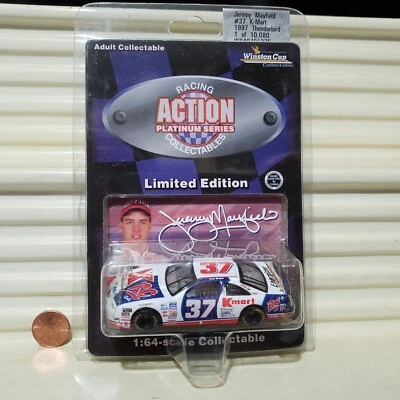 Jeremy Mayfield
#37 K-Mart
1997 Thunderbird
1 of 10,080
Adult Collectable
Winston Cup
RACING
ACTION
PLATINUM SERIES
COLLECTABLES
Limited Edition
Jeremy Mayfield
37
37
Kmart
1:64-scale Collectable